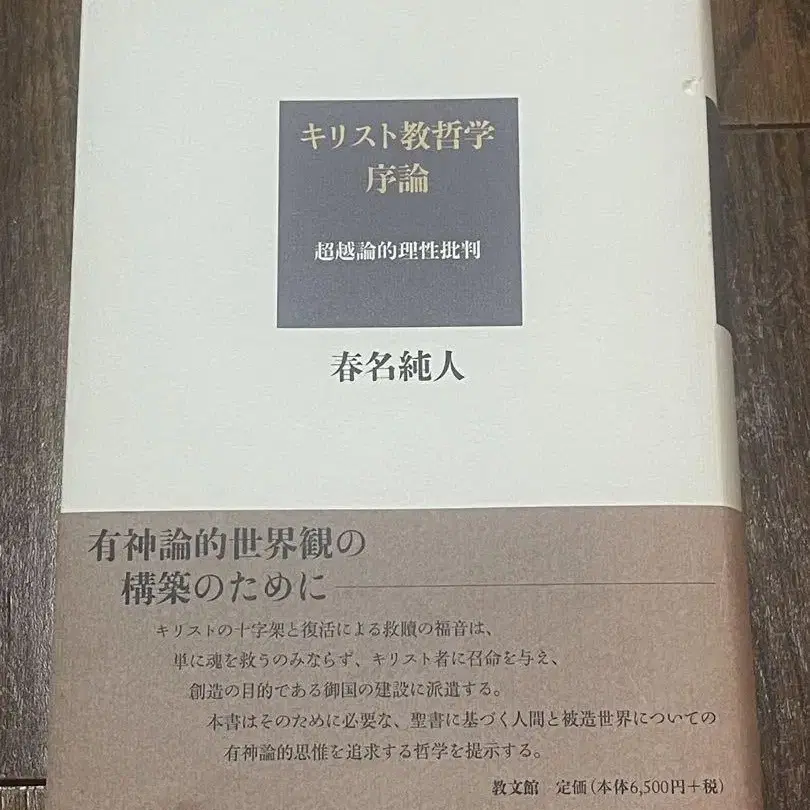 キリスト教哲学
序論
超越論的理性批判
春名純人
有神論的世界観の
構築のために
キリストの十字架と復活による救贖の福音は、
単に魂を救うのみならず、キリスト者に召命を与え、
創造の目的である御国の建設に派遣する。
本書はそのために必要な、聖書に基づく人間と被造世界についての
有神論的思惟を追求する哲学を提示する。
教文館　定価(本体6,500円＋税)